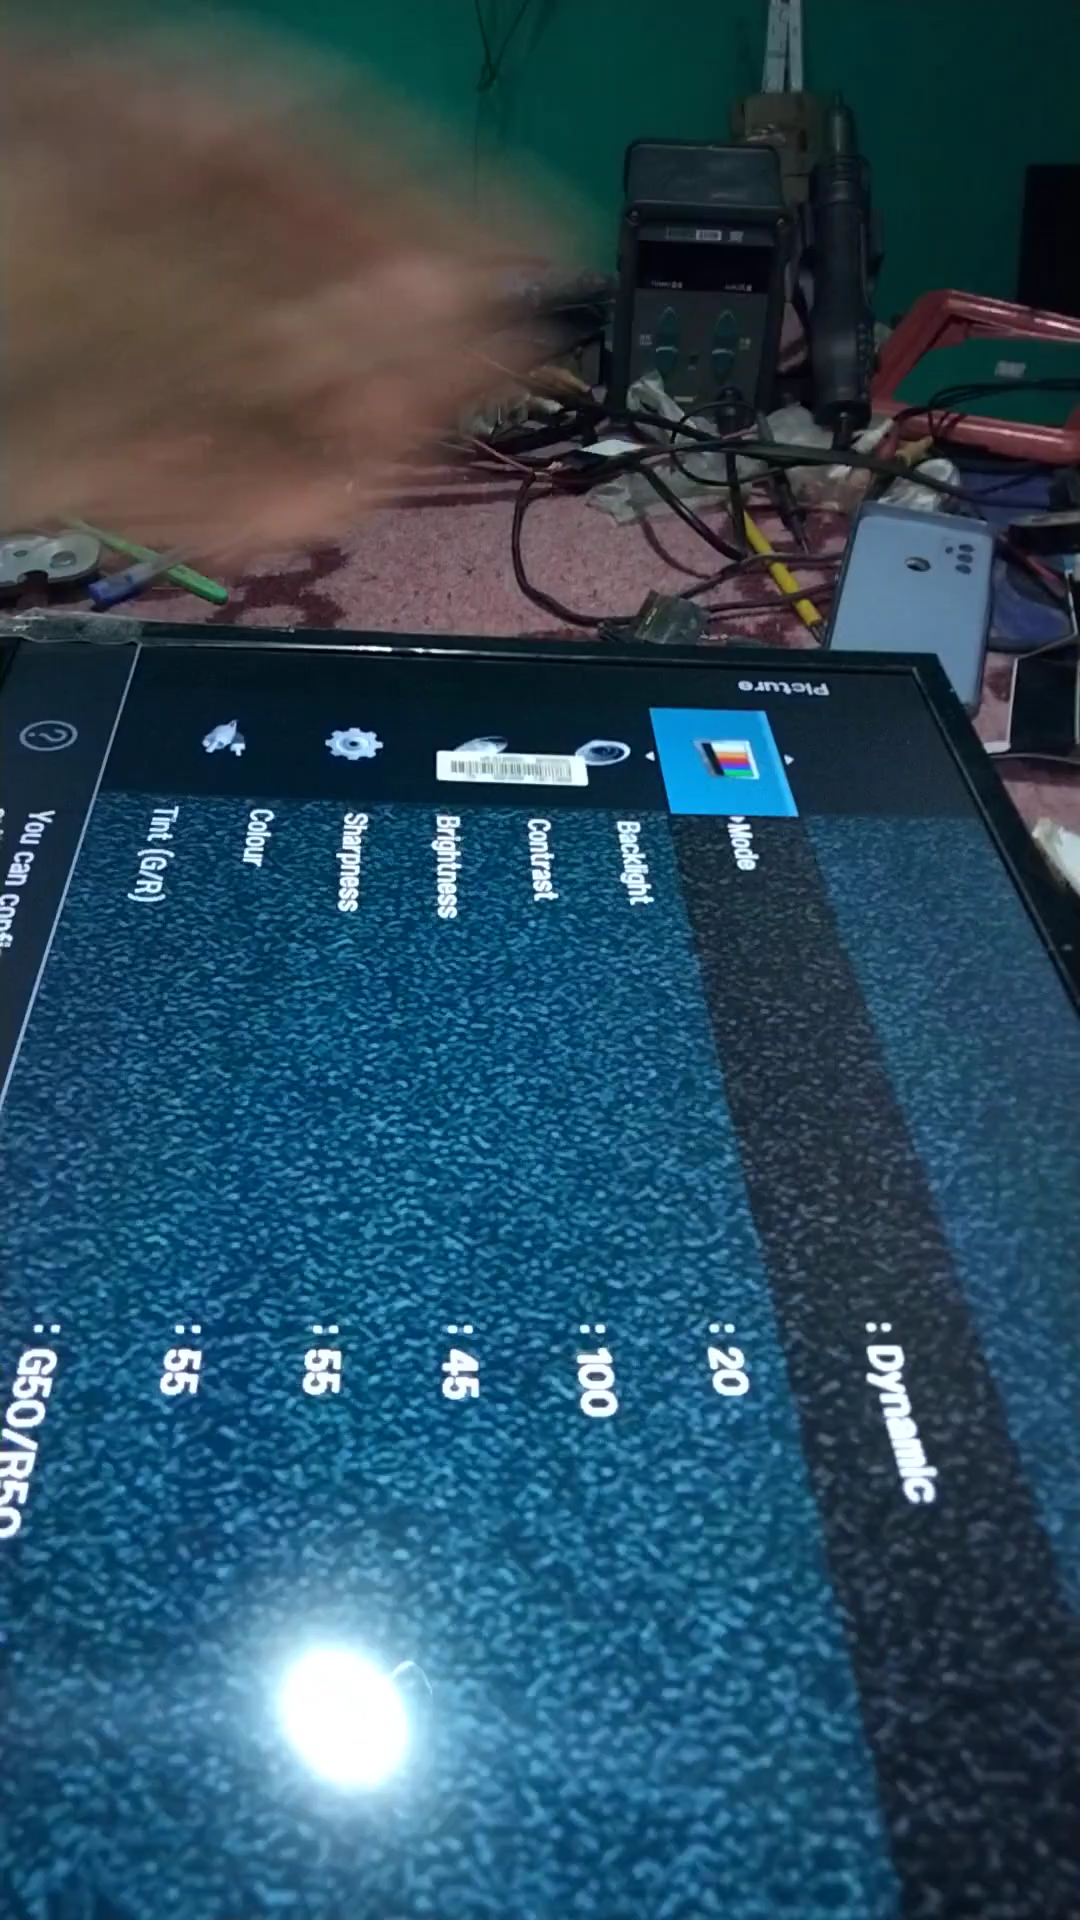 Picture
Mode : Dynamic
Backlight : 20
Contrast : 100
Brightness : 45
Sharpness : 55
Colour : 55
Tint (G/R) : G50/R50
You can